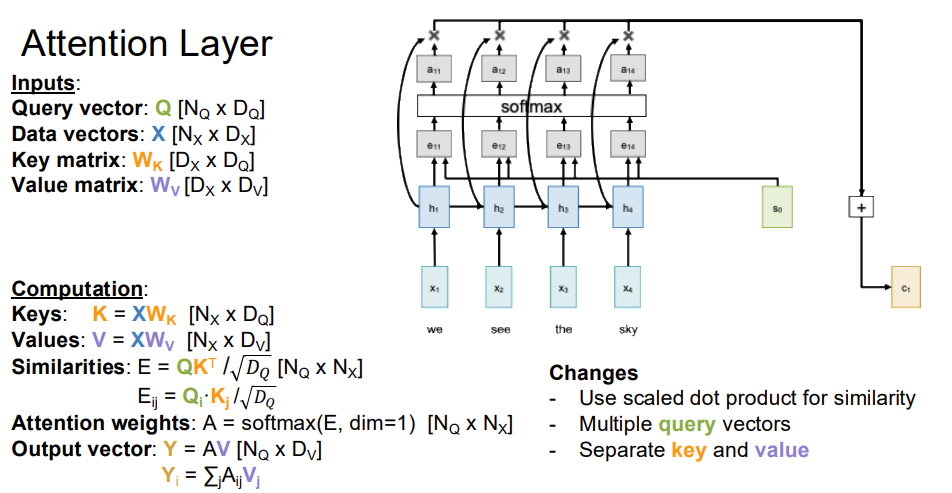 Attention Layer
Inputs:
Query vector: Q [N_Q x D_Q]
Data vectors: X [N_X x D_X]
Key matrix: W_K [D_X x D_Q]
Value matrix: W_V [D_X x D_V]
Computation:
Keys: K = XW_K [N_X x D_Q]
Values: V = XW_V [N_X x D_V]
Similarities: E = QK^T / √D_Q [N_Q x N_X]
E_ij = Q_i · K_j / √D_Q
Attention weights: A = softmax(E, dim=1) [N_Q x N_X]
Output vector: Y = AV [N_Q x D_V]
Y_i = ∑_j A_ij V_j
× × × ×
a11 a12 a13 a14
softmax
e11 e12 e13 e14
h1 h2 h3 h4 s0 +
x1 x2 x3 x4 c1
we see the sky
Changes
- Use scaled dot product for similarity
- Multiple query vectors
- Separate key and value